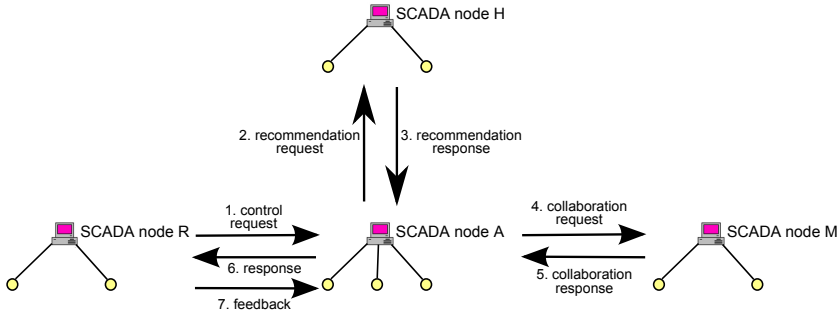 SCADA node H
2. recommendation
request
3. recommendation
response
SCADA node R
1. control
request
SCADA node A
4. collaboration
request
SCADA node M
6. response
5. collaboration
response
7. feedback